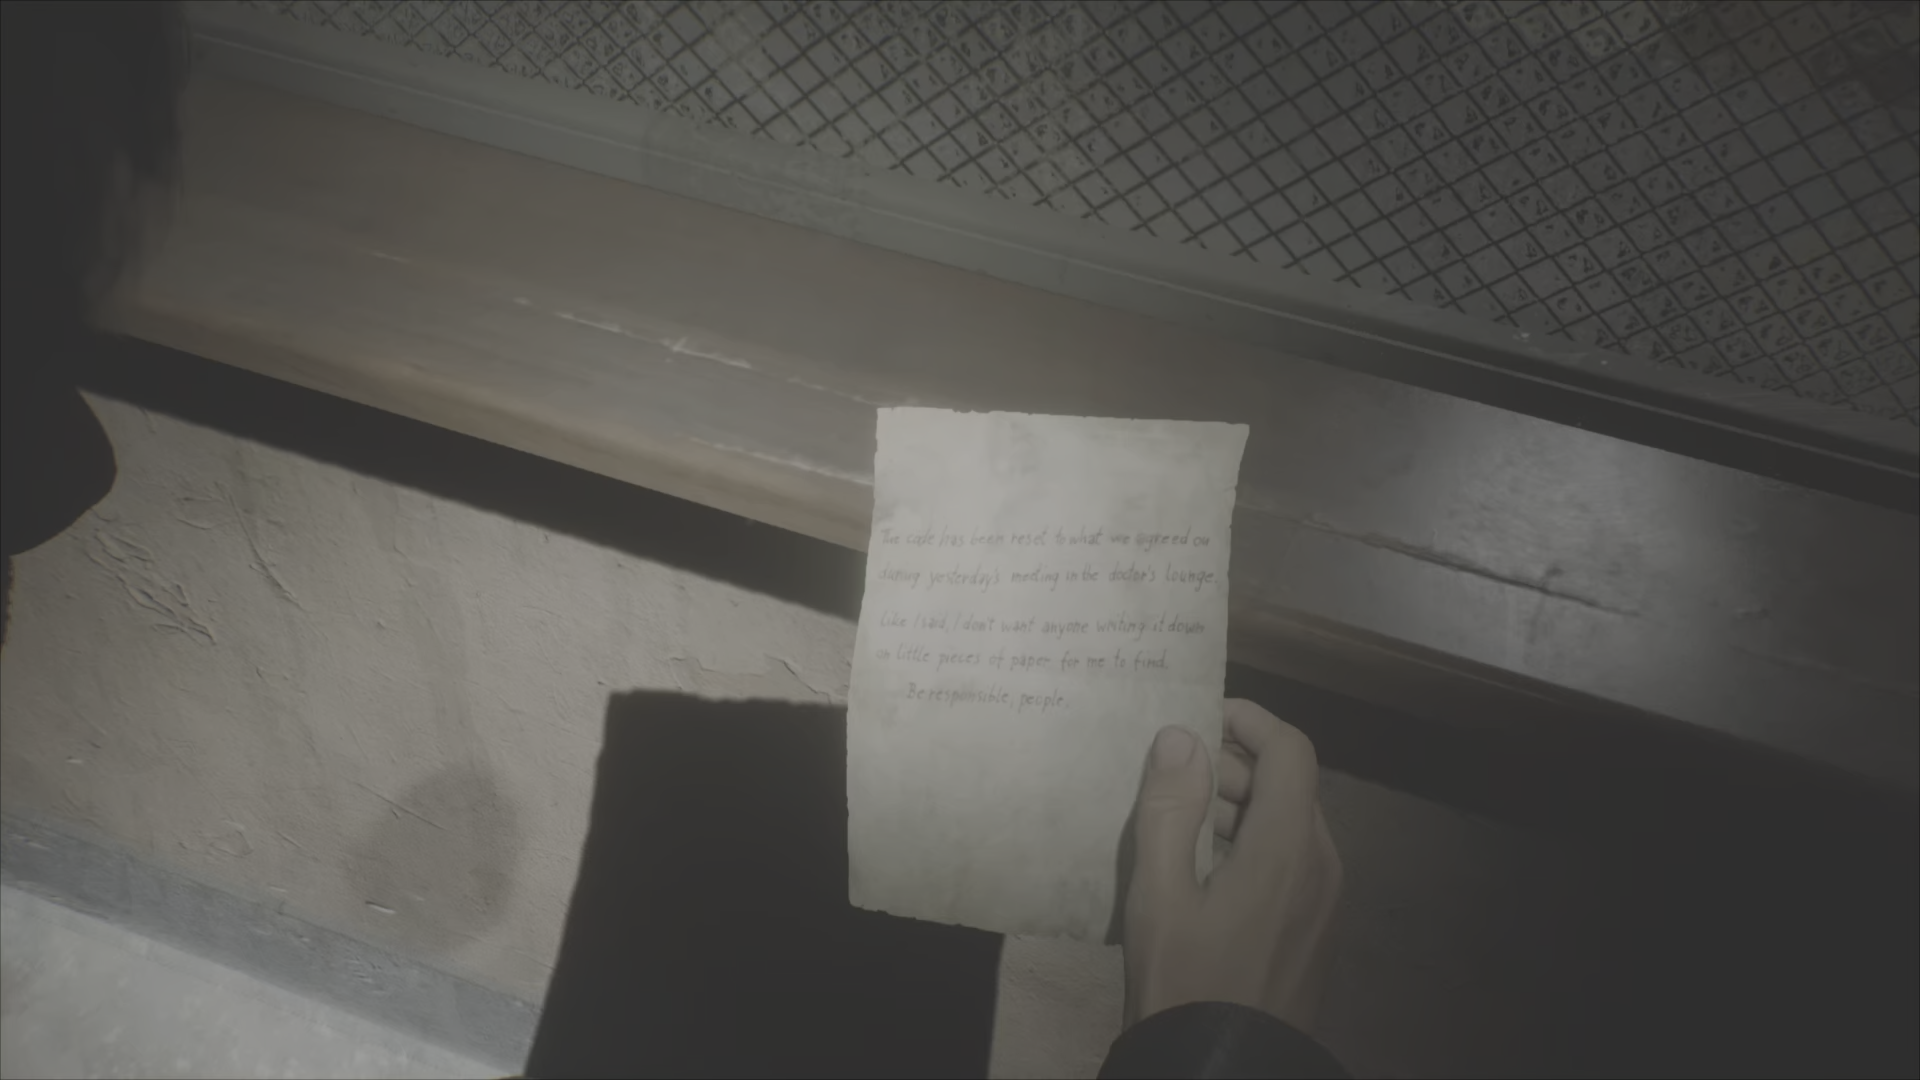 The code has been reset to what we agreed on
during yesterday's meeting in the doctor's lounge.
Like I said, I don't want anyone writing it down
on little pieces of paper for me to find.
Be responsible, people.